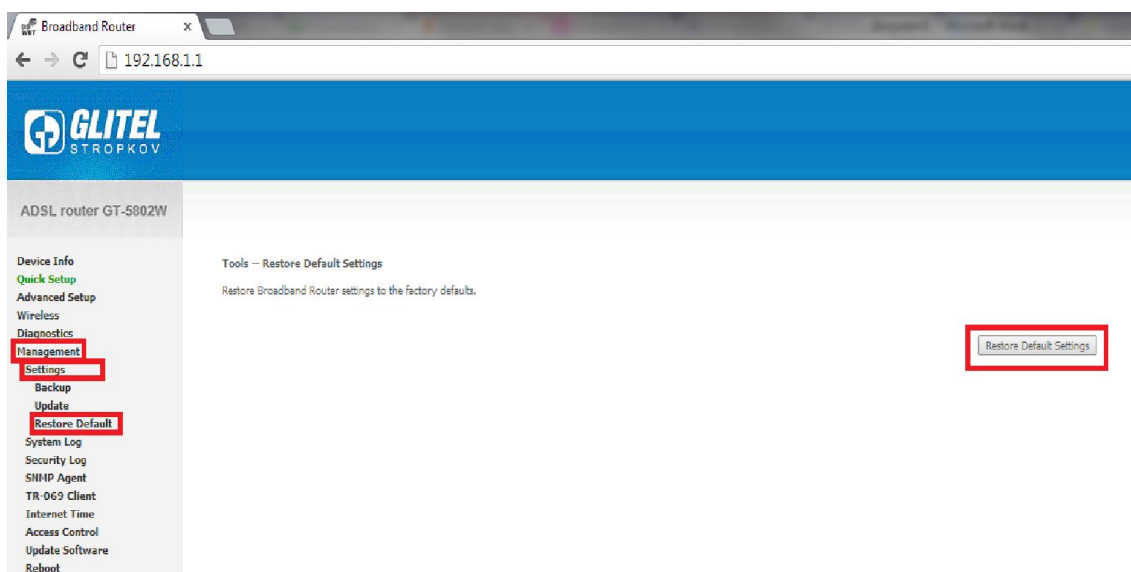 DD WRT Broadband Router x
192.168.1.1
GLITEL
STROPKOV
ADSL router GT-5802W
Device Info
Quick Setup
Advanced Setup
Wireless
Diagnostics
Management
Settings
Backup
Update
Restore Default
System Log
Security Log
SNMP Agent
TR-069 Client
Internet Time
Access Control
Update Software
Reboot
Tools -- Restore Default Settings
Restore Broadband Router settings to the factory defaults.
Restore Default Settings